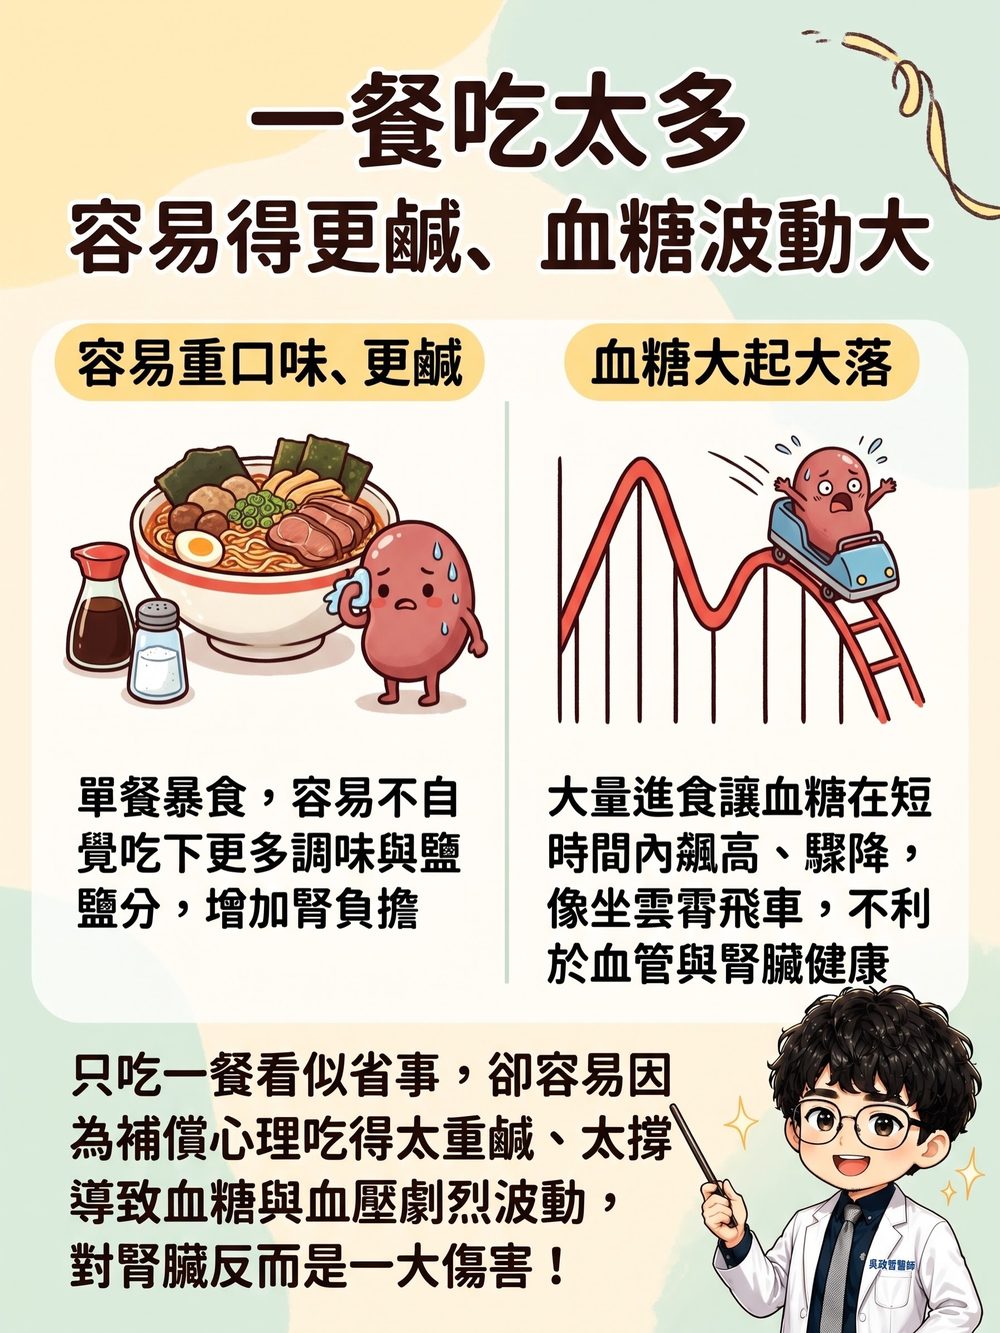 一餐吃太多
容易得更鹹、血糖波動大
容易重口味、更鹹
血糖大起大落
單餐暴食，容易不自
覺吃下更多調味與鹽
鹽分，增加腎負擔
大量進食讓血糖在短
時間內飆高、驟降，
像坐雲霄飛車，不利
於血管與腎臟健康
只吃一餐看似省事，卻容易因
為補償心理吃得太重鹹、太撐
導致血糖與血壓劇烈波動，
對腎臟反而是一大傷害！
吳政哲醫師